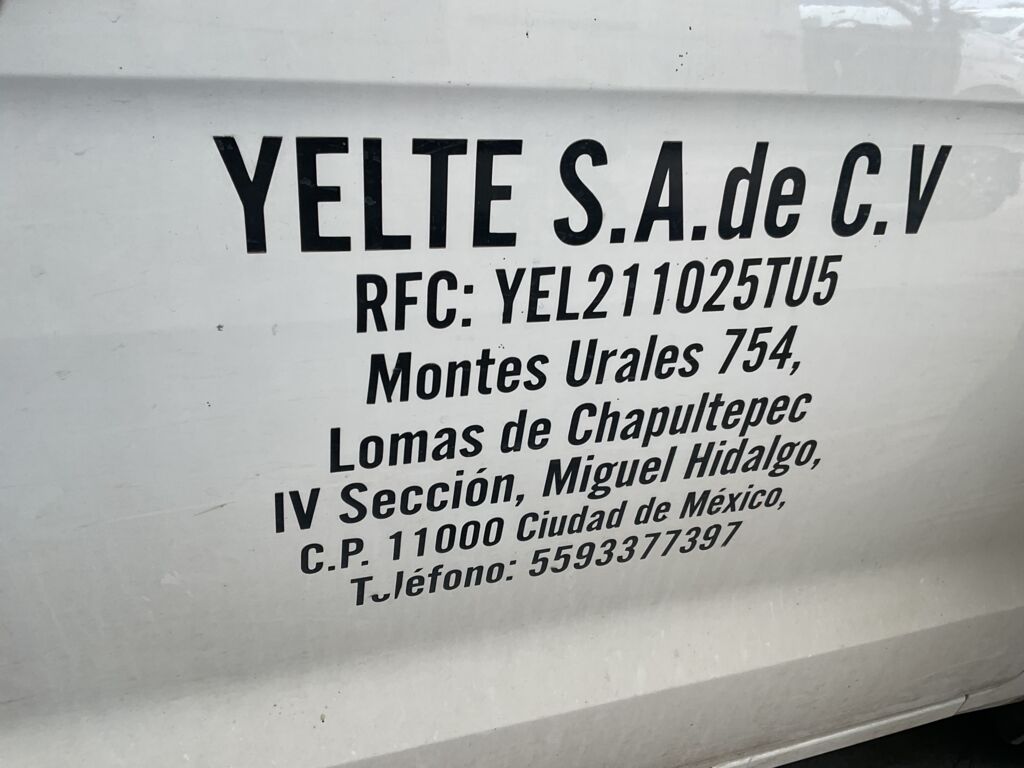 YELTE S.A.de C.V
RFC: YEL211025TU5
Montes Urales 754,
Lomas de Chapultepec
IV Sección, Miguel Hidalgo,
C.P. 11000 Ciudad de México,
Teléfono: 5593377397